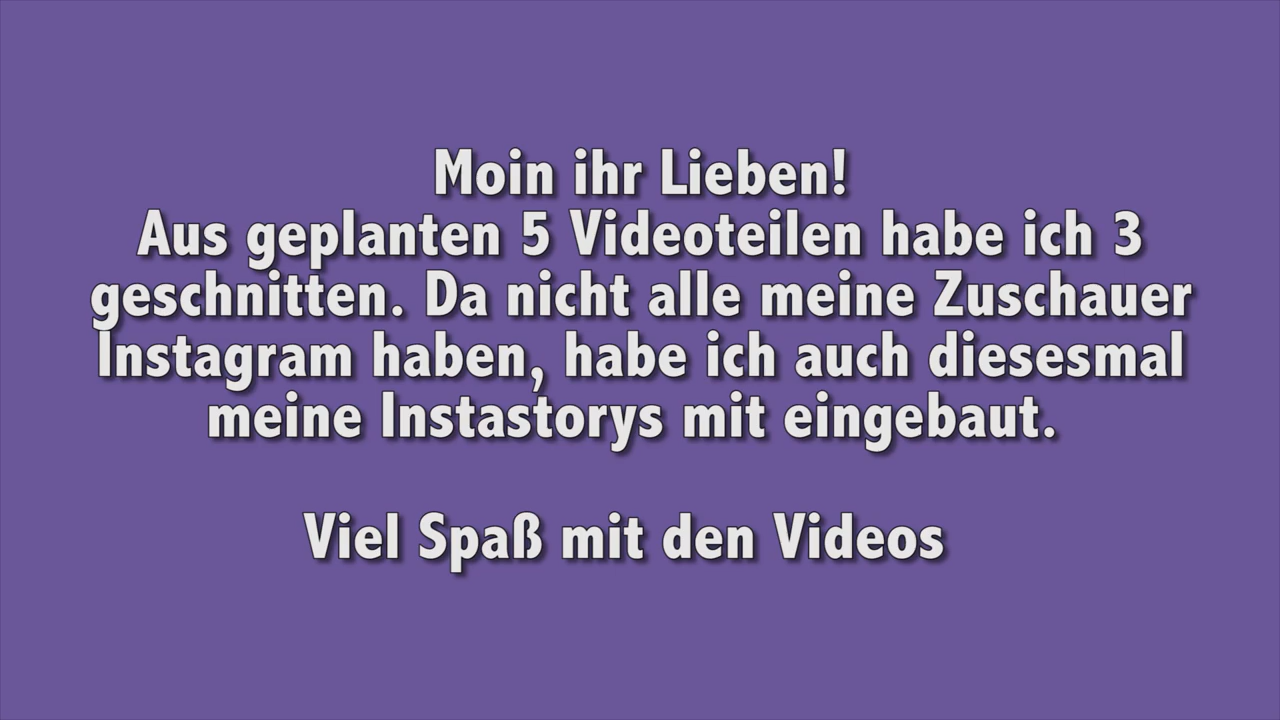 Moin ihr Lieben!
Aus geplanten 5 Videoteilen habe ich 3
geschnitten. Da nicht alle meine Zuschauer
Instagram haben, habe ich auch diesesmal
meine Instastorys mit eingebaut.
Viel Spaß mit den Videos